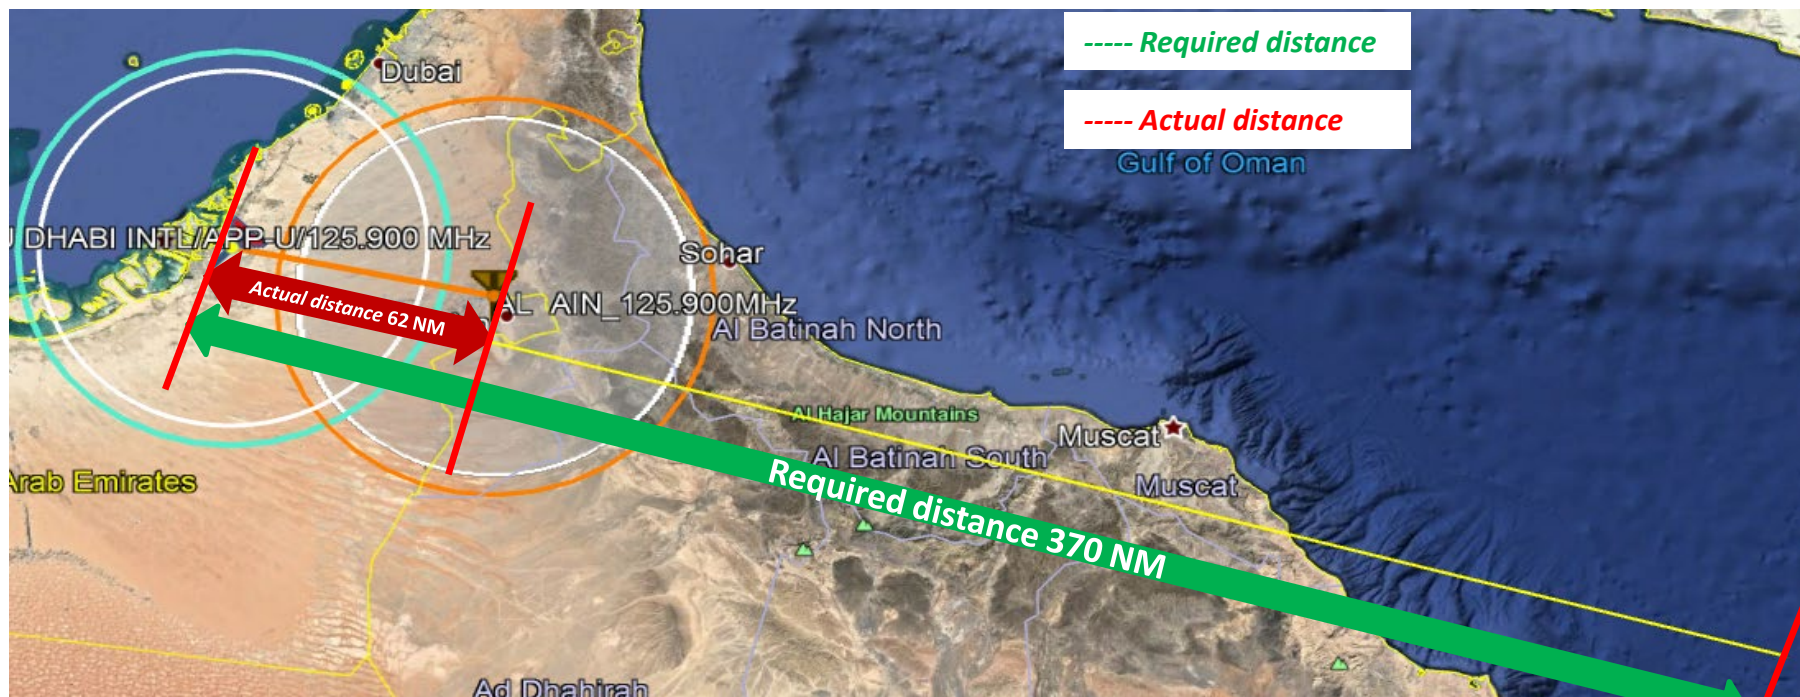 ----- Required distance
----- Actual distance
Dubai
Gulf of Oman
DHABI INTL/APP-U/125.900 MHz
Sohar
Actual distance 62 NM
AL_AIN_125.900MHz
Al Batinah North
Al Hajar Mountains
Muscat
Al Batinah South
Muscat
Arab Emirates
Required distance 370 NM
Ad Dhahirah